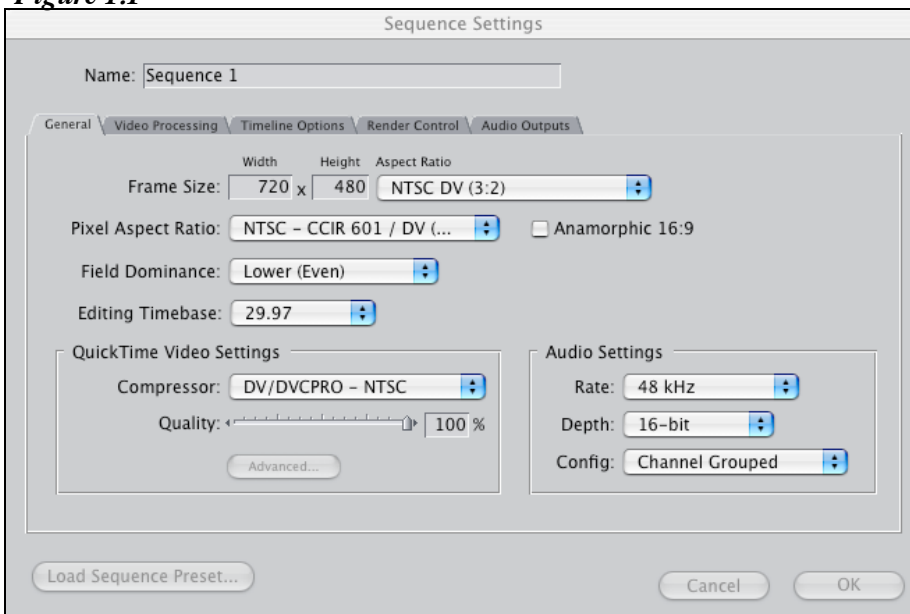 Figure 1.1
Sequence Settings
Name: Sequence 1
General Video Processing Timeline Options Render Control Audio Outputs
Width Height Aspect Ratio
Frame Size: 720 x 480 NTSC DV (3:2)
Pixel Aspect Ratio: NTSC – CCIR 601 / DV (... Anamorphic 16:9
Field Dominance: Lower (Even)
Editing Timebase: 29.97
QuickTime Video Settings
Compressor: DV/DVCPRO – NTSC
Quality: 100 %
Advanced...
Audio Settings
Rate: 48 kHz
Depth: 16-bit
Config: Channel Grouped
Load Sequence Preset...
Cancel OK